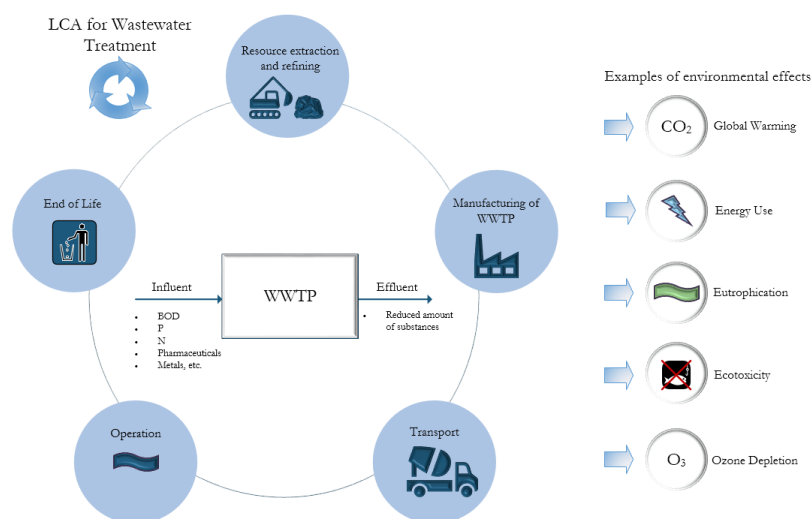 LCA for Wastewater
Treatment
Resource extraction
and refining
Manufacturing of
WWTP
Transport
Operation
End of Life
Influent
• BOD
• P
• N
• Pharmaceuticals
• Metals, etc.
WWTP
Effluent
• Reduced amount
of substances
Examples of environmental effects
CO₂ Global Warming
Energy Use
Eutrophication
Ecotoxicity
O₃ Ozone Depletion